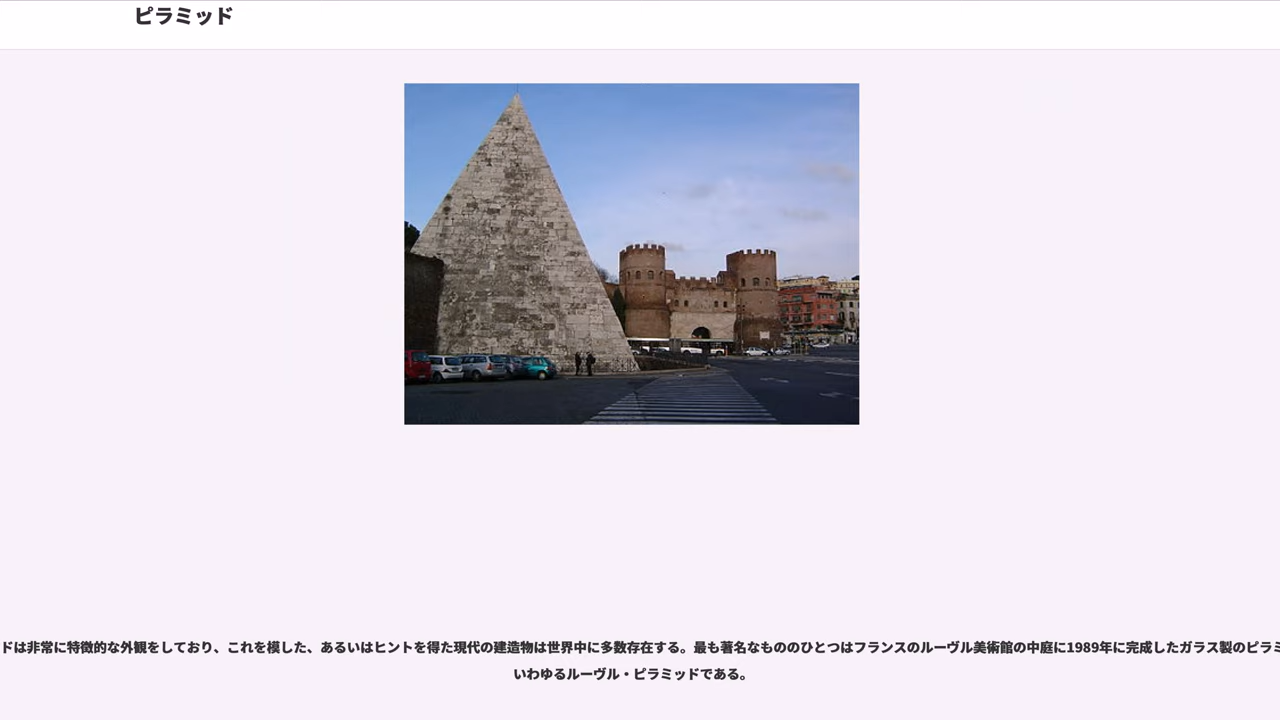 ピラミッド
ドは非常に特徴的な外観をしており、これを模した、あるいはヒントを得た現代の建造物は世界中に多数存在する。最も著名なもののひとつはフランスのルーヴル美術館の中庭に1989年に完成したガラス製のピラミ
いわゆるルーヴル・ピラミッドである。